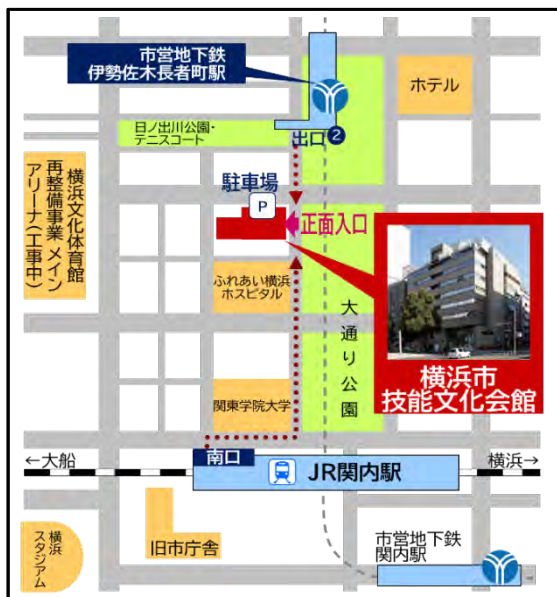 市営地下鉄
伊勢佐木長者町駅
ホテル
日ノ出川公園・
テニスコート
出口❷
駐車場
P
正面入口
横浜文化体育館
再整備事業 メイン
アリーナ(工事中)
ふれあい横浜
ホスピタル
大通り公園
横浜市
技能文化会館
関東学院大学
←大船
南口
JR関内駅
横浜→
横浜
スタジアム
旧市庁舎
市営地下鉄
関内駅